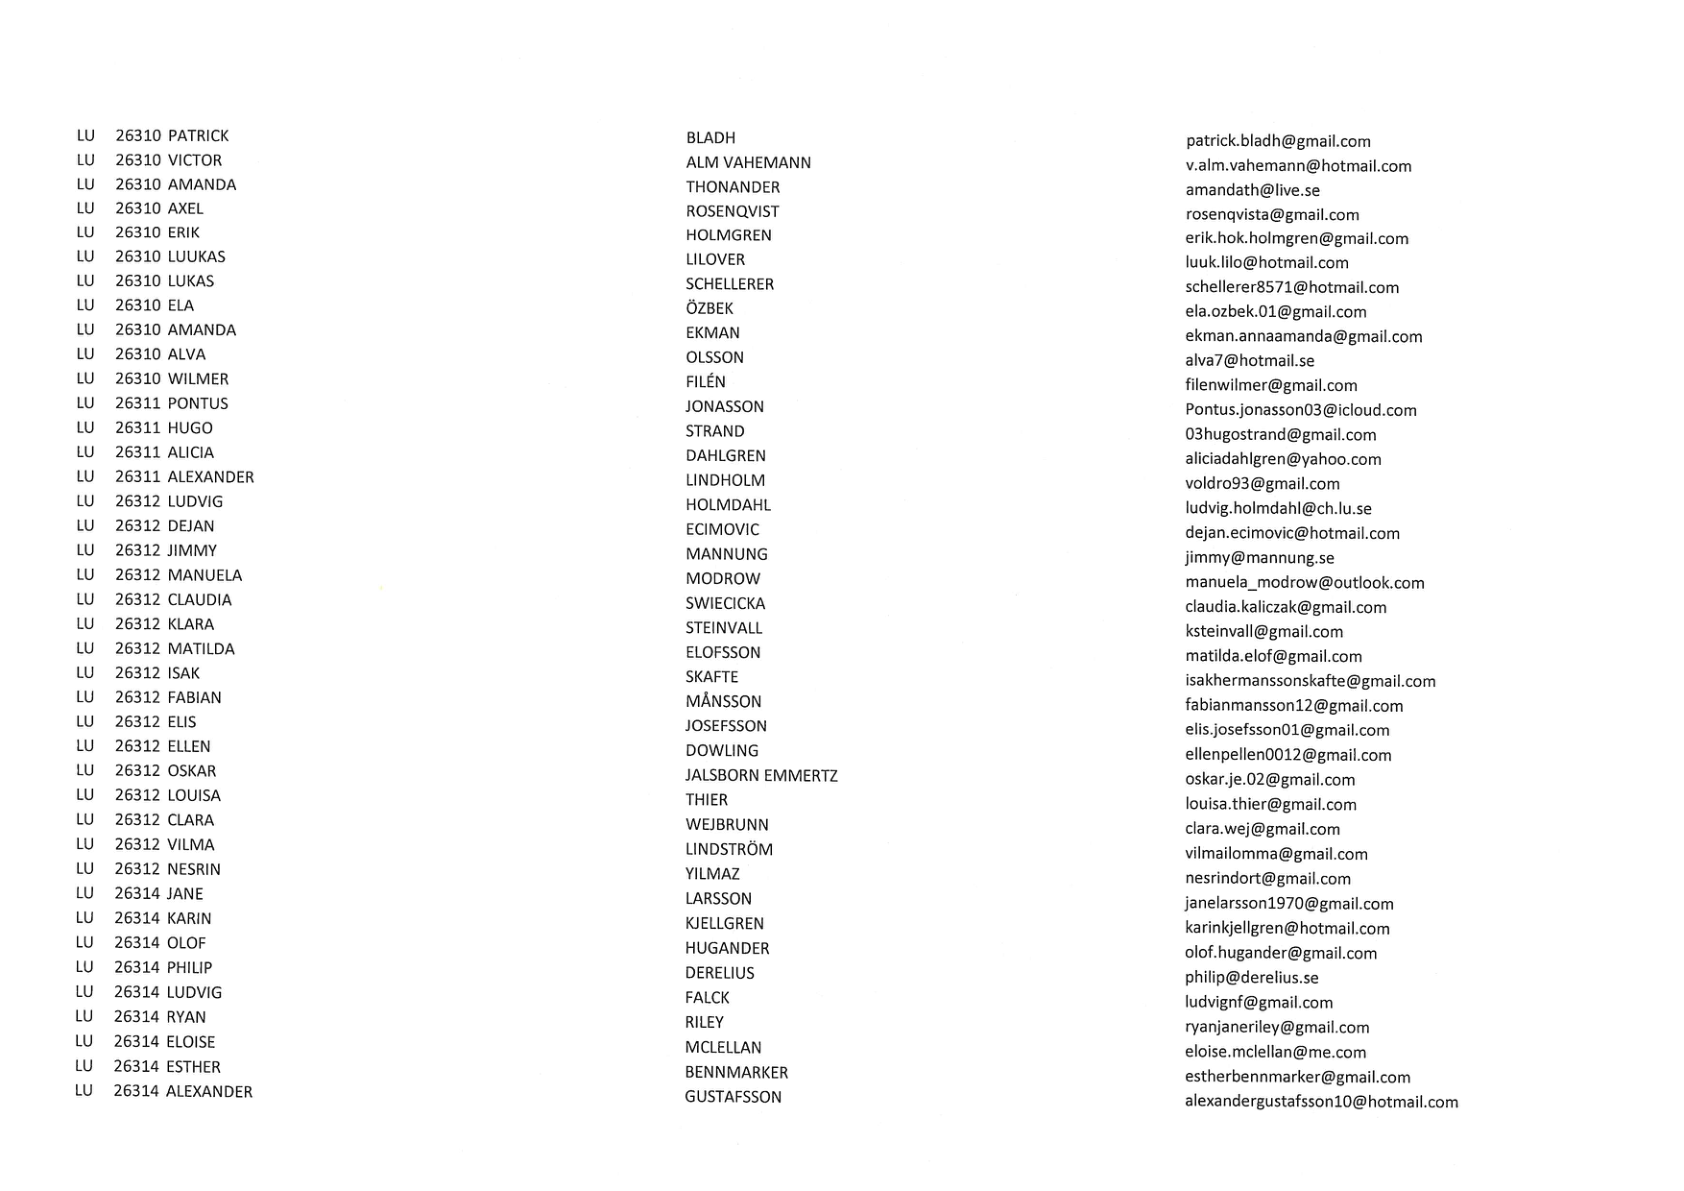 LU 26310 PATRICK BLADH patrick.bladh@gmail.com
LU 26310 VICTOR ALM VAHEMANN v.alm.vahemann@hotmail.com
LU 26310 AMANDA THONANDER amandath@live.se
LU 26310 AXEL ROSENQVIST rosenqvista@gmail.com
LU 26310 ERIK HOLMGREN erik.hok.holmgren@gmail.com
LU 26310 LUUKAS LILOVER luuk.lilo@hotmail.com
LU 26310 LUKAS SCHELLERER schellerer8571@hotmail.com
LU 26310 ELA ÖZBEK ela.ozbek.01@gmail.com
LU 26310 AMANDA EKMAN ekman.annaamanda@gmail.com
LU 26310 ALVA OLSSON alva7@hotmail.se
LU 26310 WILMER FILÉN filenwilmer@gmail.com
LU 26311 PONTUS JONASSON Pontus.jonasson03@icloud.com
LU 26311 HUGO STRAND 03hugostrand@gmail.com
LU 26311 ALICIA DAHLGREN aliciadahlgren@yahoo.com
LU 26311 ALEXANDER LINDHOLM voldro93@gmail.com
LU 26312 LUDVIG HOLMDAHL ludvig.holmdahl@ch.lu.se
LU 26312 DEJAN ECIMOVIC dejan.ecimovic@hotmail.com
LU 26312 JIMMY MANNUNG jimmy@mannung.se
LU 26312 MANUELA MODROW manuela_modrow@outlook.com
LU 26312 CLAUDIA SWIECICKA claudia.kaliczak@gmail.com
LU 26312 KLARA STEINVALL ksteinvall@gmail.com
LU 26312 MATILDA ELOFSSON matilda.elof@gmail.com
LU 26312 ISAK SKAFTE isakhermanssonskafte@gmail.com
LU 26312 FABIAN MÅNSSON fabianmansson12@gmail.com
LU 26312 ELIS JOSEFSSON elis.josefsson01@gmail.com
LU 26312 ELLEN DOWLING ellenpellen0012@gmail.com
LU 26312 OSKAR JALSBORN EMMERTZ oskar.je.02@gmail.com
LU 26312 LOUISA THIER louisa.thier@gmail.com
LU 26312 CLARA WEJBRUNN clara.wej@gmail.com
LU 26312 VILMA LINDSTRÖM vilmailomma@gmail.com
LU 26312 NESRIN YILMAZ nesrindort@gmail.com
LU 26314 JANE LARSSON janelarsson1970@gmail.com
LU 26314 KARIN KJELLGREN karinkjellgren@hotmail.com
LU 26314 OLOF HUGANDER olof.hugander@gmail.com
LU 26314 PHILIP DERELIUS philip@derelius.se
LU 26314 LUDVIG FALCK ludvignf@gmail.com
LU 26314 RYAN RILEY ryanjaneriley@gmail.com
LU 26314 ELOISE MCLELLAN eloise.mclellan@me.com
LU 26314 ESTHER BENNMARKER estherbennmarker@gmail.com
LU 26314 ALEXANDER GUSTAFSSON alexandergustafsson10@hotmail.com